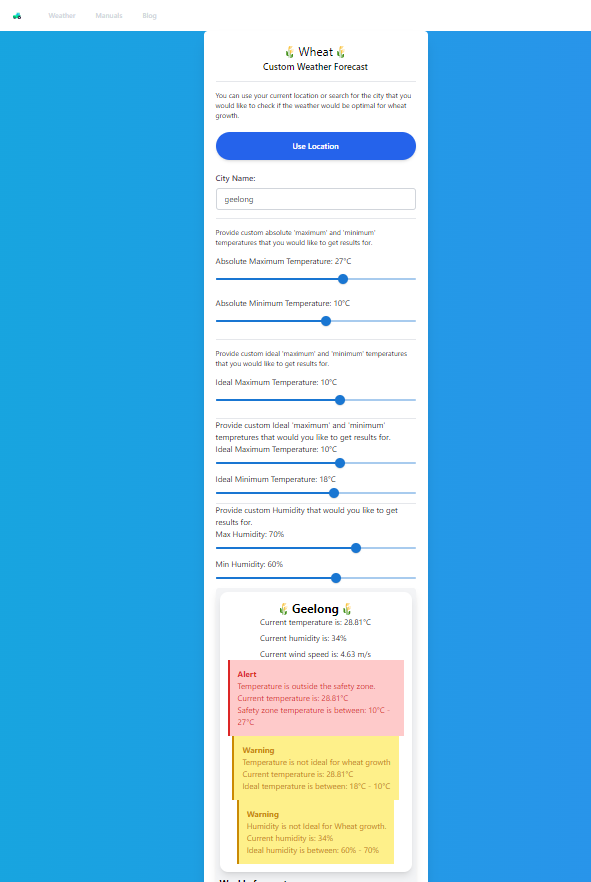 Weather Manuals Blog
Wheat
Custom Weather Forecast
You can use your current location or search for the city that you
would like to check if the weather would be optimal for wheat
growth.
Use Location
City Name:
geelong
Provide custom absolute 'maximum' and 'minimum'
temperatures that you would like to get results for.
Absolute Maximum Temperature: 27°C
Absolute Minimum Temperature: 10°C
Provide custom ideal 'maximum' and 'minimum' temperatures
that you would like to get results for.
Ideal Maximum Temperature: 10°C
Provide custom Ideal 'maximum' and 'minimum'
tempretures that would you like to get results for.
Ideal Maximum Temperature: 10°C
Ideal Minimum Temperature: 18°C
Provide custom Humidity that would you like to get
results for.
Max Humidity: 70%
Min Humidity: 60%
Geelong
Current temperature is: 28.81°C
Current humidity is: 34%
Current wind speed is: 4.63 m/s
Alert
Temperature is outside the safety zone.
Current temperature is: 28.81°C
Safety zone temperature is between: 10°C -
27°C
Warning
Temperature is not ideal for wheat growth
Current temperature is: 28.81°C
Ideal temperature is between: 18°C - 10°C
Warning
Humidity is not Ideal for Wheat growth.
Current humidity is: 34%
Ideal humidity is between: 60% - 70%